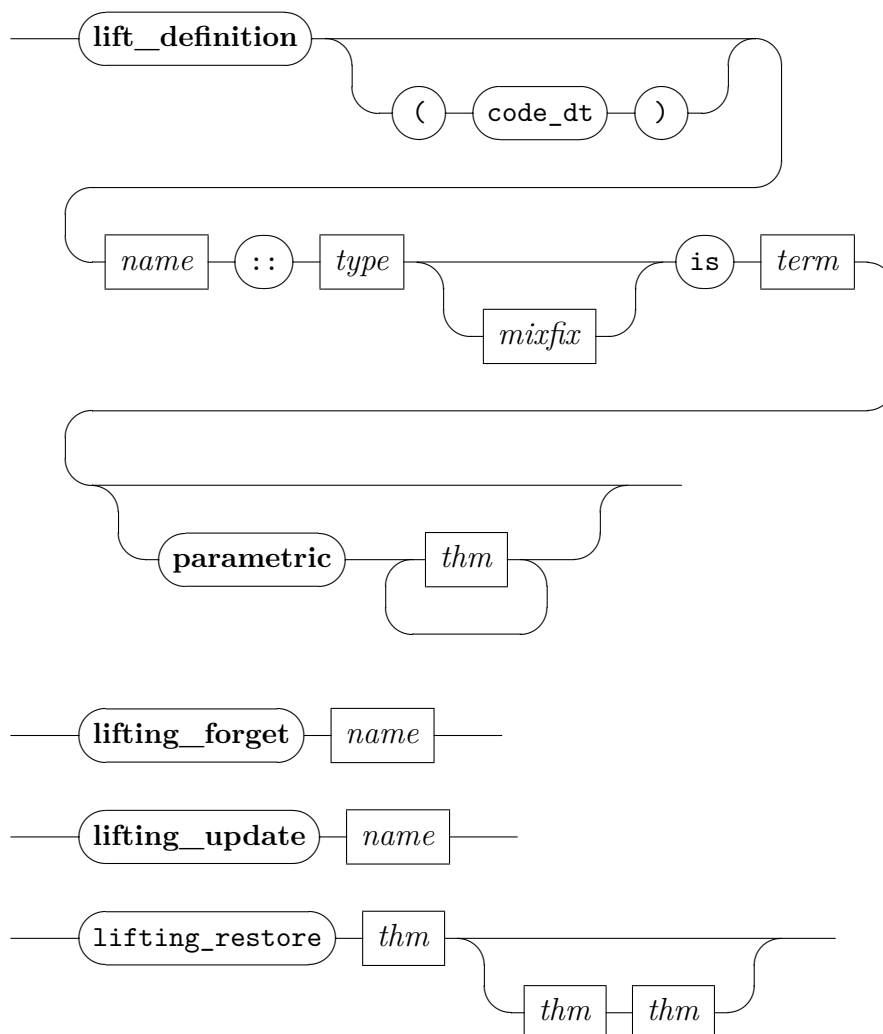 lift_definition
( code_dt )
name :: type is term
mixfix
parametric thm
lifting_forget name
lifting_update name
lifting_restore thm
thm thm